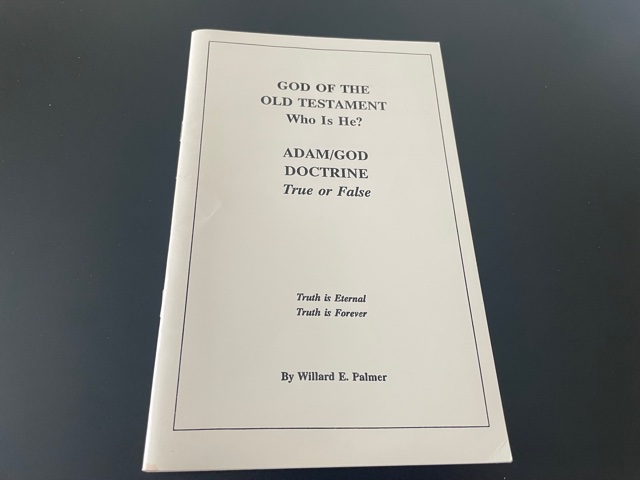 GOD OF THE
OLD TESTAMENT
Who Is He?
ADAM/GOD
DOCTRINE
True or False
Truth is Eternal
Truth is Forever
By Willard E. Palmer